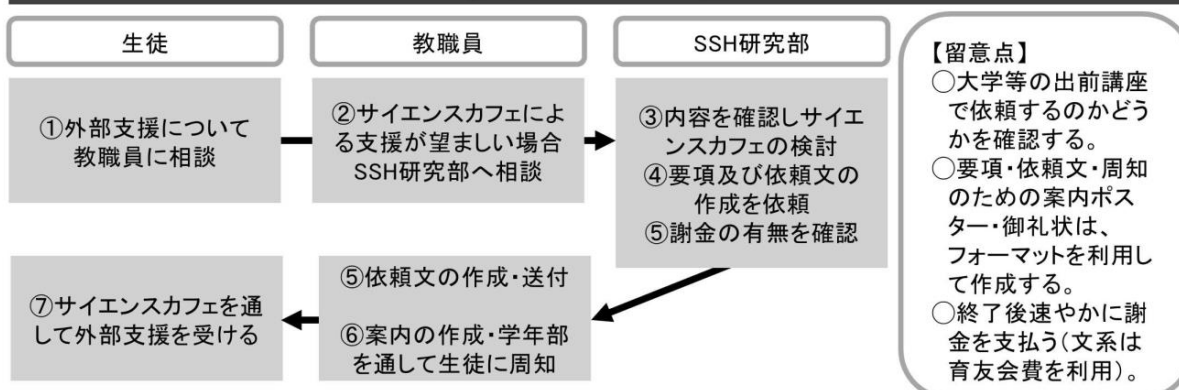 生徒
教職員
SSH研究部
①外部支援について
教職員に相談
②サイエンスカフェによ
る支援が望ましい場合
SSH研究部へ相談
③内容を確認しサイエ
ンスカフェの検討
④要項及び依頼文の
作成を依頼
⑤謝金の有無を確認
⑤依頼文の作成・送付
⑥案内の作成・学年部
を通して生徒に周知
⑦サイエンスカフェを通
して外部支援を受ける
【留意点】
○大学等の出前講座
で依頼するのかどう
かを確認する。
○要項・依頼文・周知
のための案内ポス
ター・御礼状は、
フォーマットを利用し
て作成する。
○終了後速やかに謝
金を支払う(文系は
育友会費を利用)。